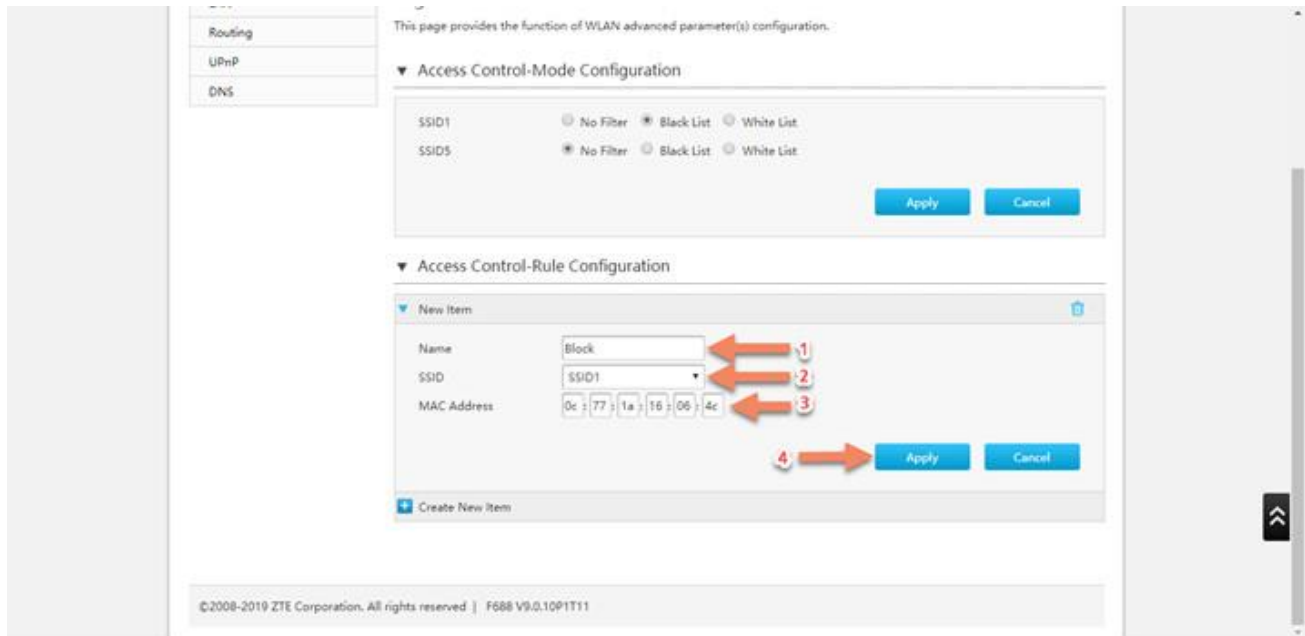 Routing
This page provides the function of WLAN advanced parameter(s) configuration.
UPnP
DNS
▼ Access Control-Mode Configuration
SSID1 No Filter Black List White List
SSID5 No Filter Black List White List
Apply Cancel
▼ Access Control-Rule Configuration
▼ New Item
Name Block 1
SSID SSID1 2
MAC Address 0c : 77 : 1a : 16 : 06 : 4c 3
4 Apply Cancel
Create New Item
©2008-2019 ZTE Corporation. All rights reserved | F688 V9.0.10P1T11